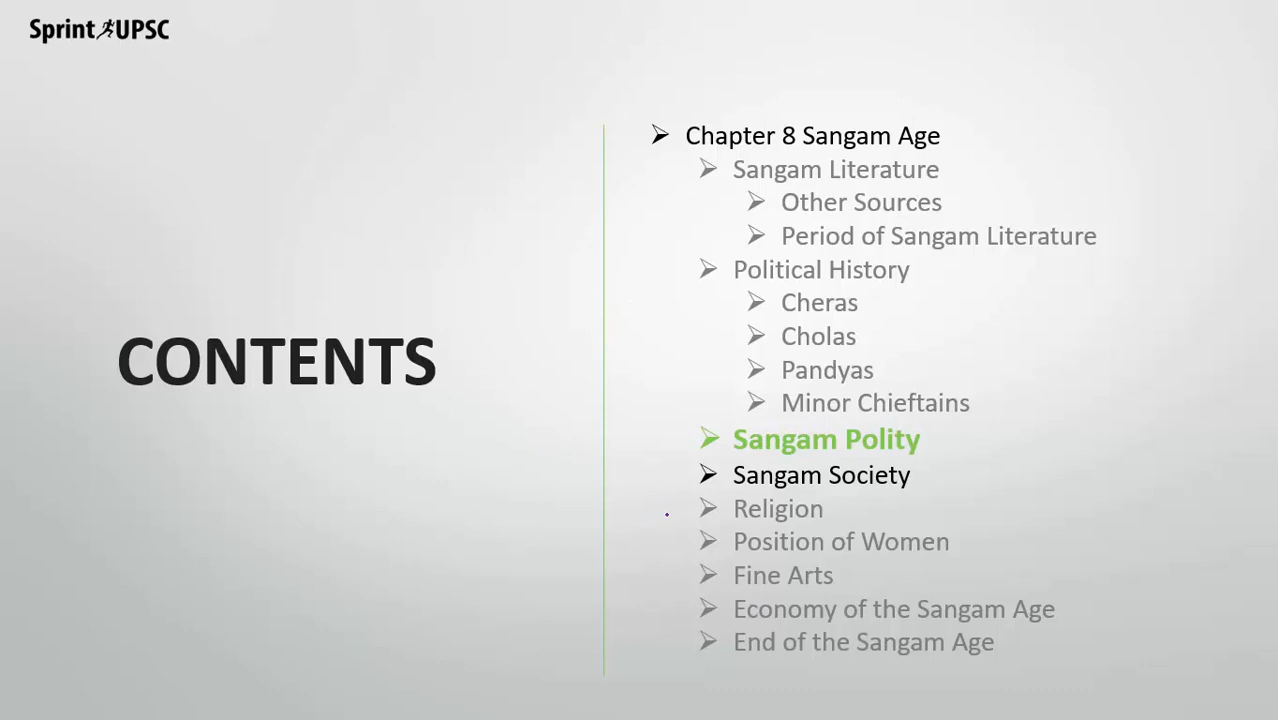 Sprint UPSC
CONTENTS
Chapter 8 Sangam Age
Sangam Literature
Other Sources
Period of Sangam Literature
Political History
Cheras
Cholas
Pandyas
Minor Chieftains
Sangam Polity
Sangam Society
Religion
Position of Women
Fine Arts
Economy of the Sangam Age
End of the Sangam Age